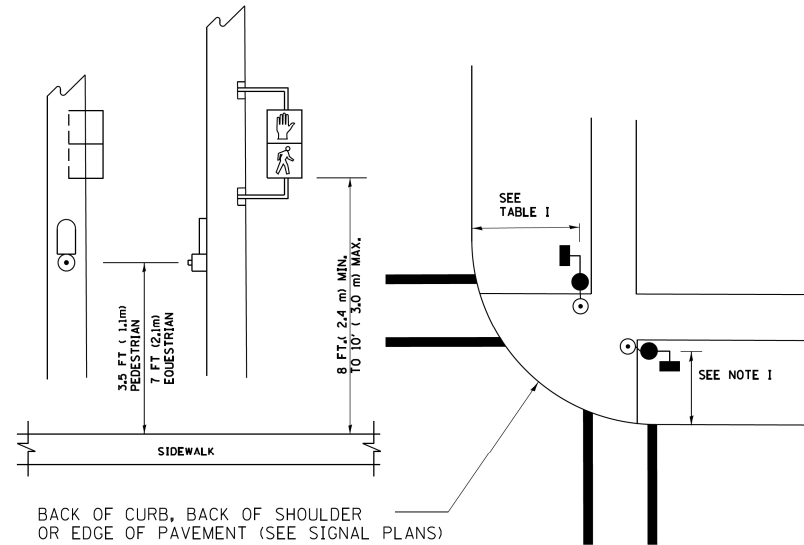 3.5 FT ( 1.1m)
PEDESTRIAN
7 FT (2.1m)
EQUESTRIAN
8 FT.( 2.4 m) MIN.
TO 10' ( 3.0 m) MAX.
SIDEWALK
SEE
TABLE I
SEE NOTE I
BACK OF CURB, BACK OF SHOULDER
OR EDGE OF PAVEMENT (SEE SIGNAL PLANS)